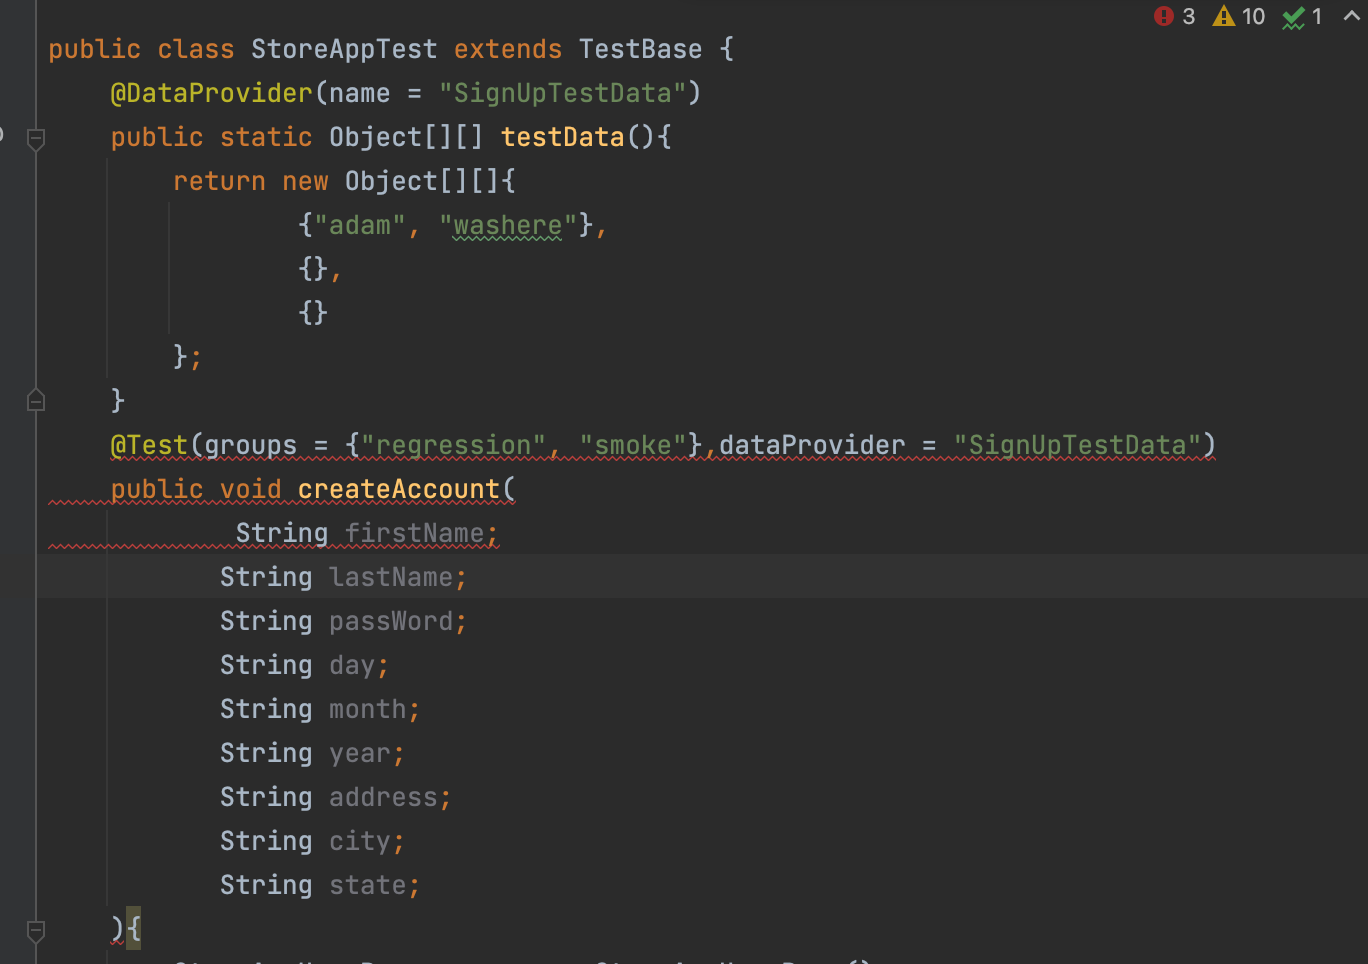 3 10 1
public class StoreAppTest extends TestBase {
@DataProvider(name = "SignUpTestData")
public static Object[][] testData(){
return new Object[][]{
{"adam", "washere"},
{},
{}
};
}
@Test(groups = {"regression", "smoke"},dataProvider = "SignUpTestData")
public void createAccount(
String firstName;
String lastName;
String passWord;
String day;
String month;
String year;
String address;
String city;
String state;
){